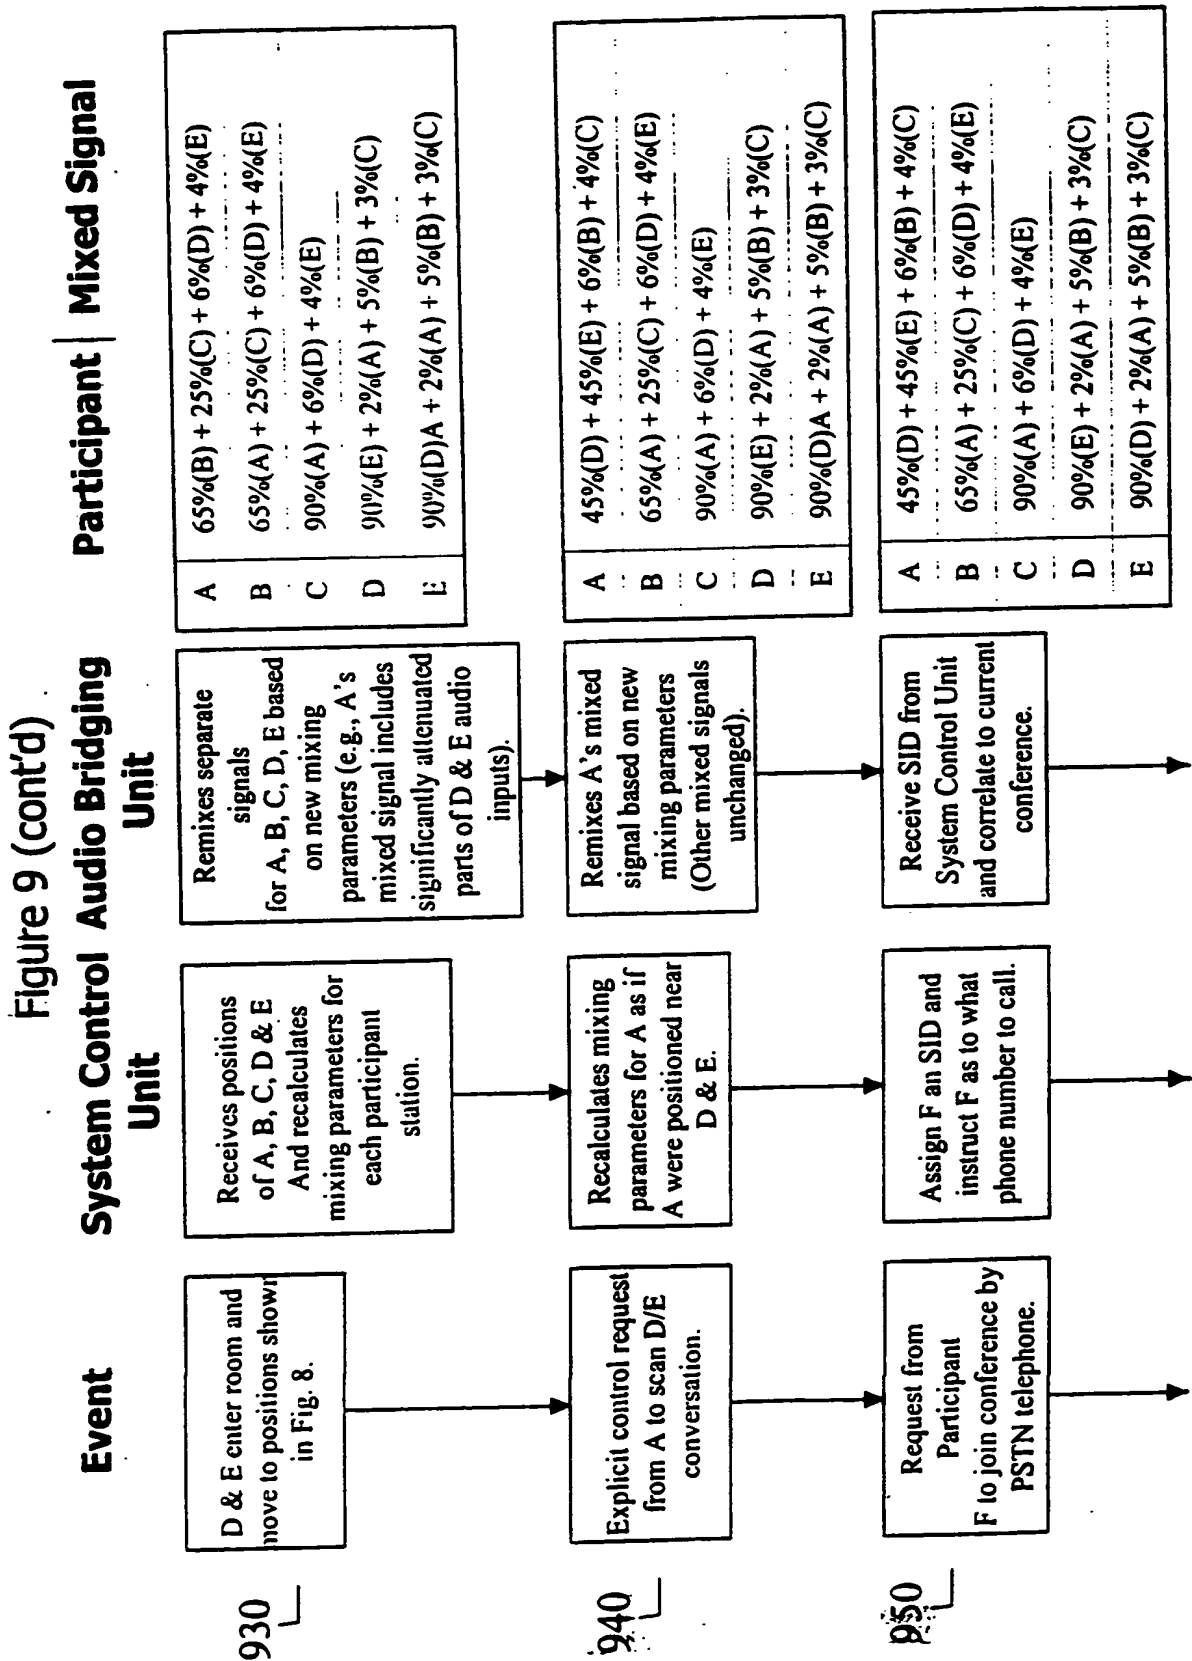 Figure 9 (cont'd)
Event
System Control
Unit
Audio Bridging
Unit
Participant | Mixed Signal
930
D & E enter room and
move to positions shown
in Fig. 8.
Receives positions
of A, B, C, D & E
And recalculates
mixing parameters for
each participant
station.
Remixes separate
signals
for A, B, C, D, E based
on new mixing
parameters (e.g., A's
mixed signal includes
significantly attenuated
parts of D & E audio
inputs).
A 65%(B) + 25%(C) + 6%(D) + 4%(E)
B 65%(A) + 25%(C) + 6%(D) + 4%(E)
C 90%(A) + 6%(D) + 4%(E)
D 90%(E) + 2%(A) + 5%(B) + 3%(C)
E 90%(D)A + 2%(A) + 5%(B) + 3%(C)
940
Explicit control request
from A to scan D/E
conversation.
Recalculates mixing
parameters for A as if
A were positioned near
D & E.
Remixes A's mixed
signal based on new
mixing parameters
(Other mixed signals
unchanged).
A 45%(D) + 45%(E) + 6%(B) + 4%(C)
B 65%(A) + 25%(C) + 6%(D) + 4%(E)
C 90%(A) + 6%(D) + 4%(E)
D 90%(E) + 2%(A) + 5%(B) + 3%(C)
E 90%(D)A + 2%(A) + 5%(B) + 3%(C)
950
Request from
Participant
F to join conference by
PSTN telephone.
Assign F an SID and
instruct F as to what
phone number to call.
Receive SID from
System Control Unit
and correlate to current
conference.
A 45%(D) + 45%(E) + 6%(B) + 4%(C)
B 65%(A) + 25%(C) + 6%(D) + 4%(E)
C 90%(A) + 6%(D) + 4%(E)
D 90%(E) + 2%(A) + 5%(B) + 3%(C)
E 90%(D) + 2%(A) + 5%(B) + 3%(C)